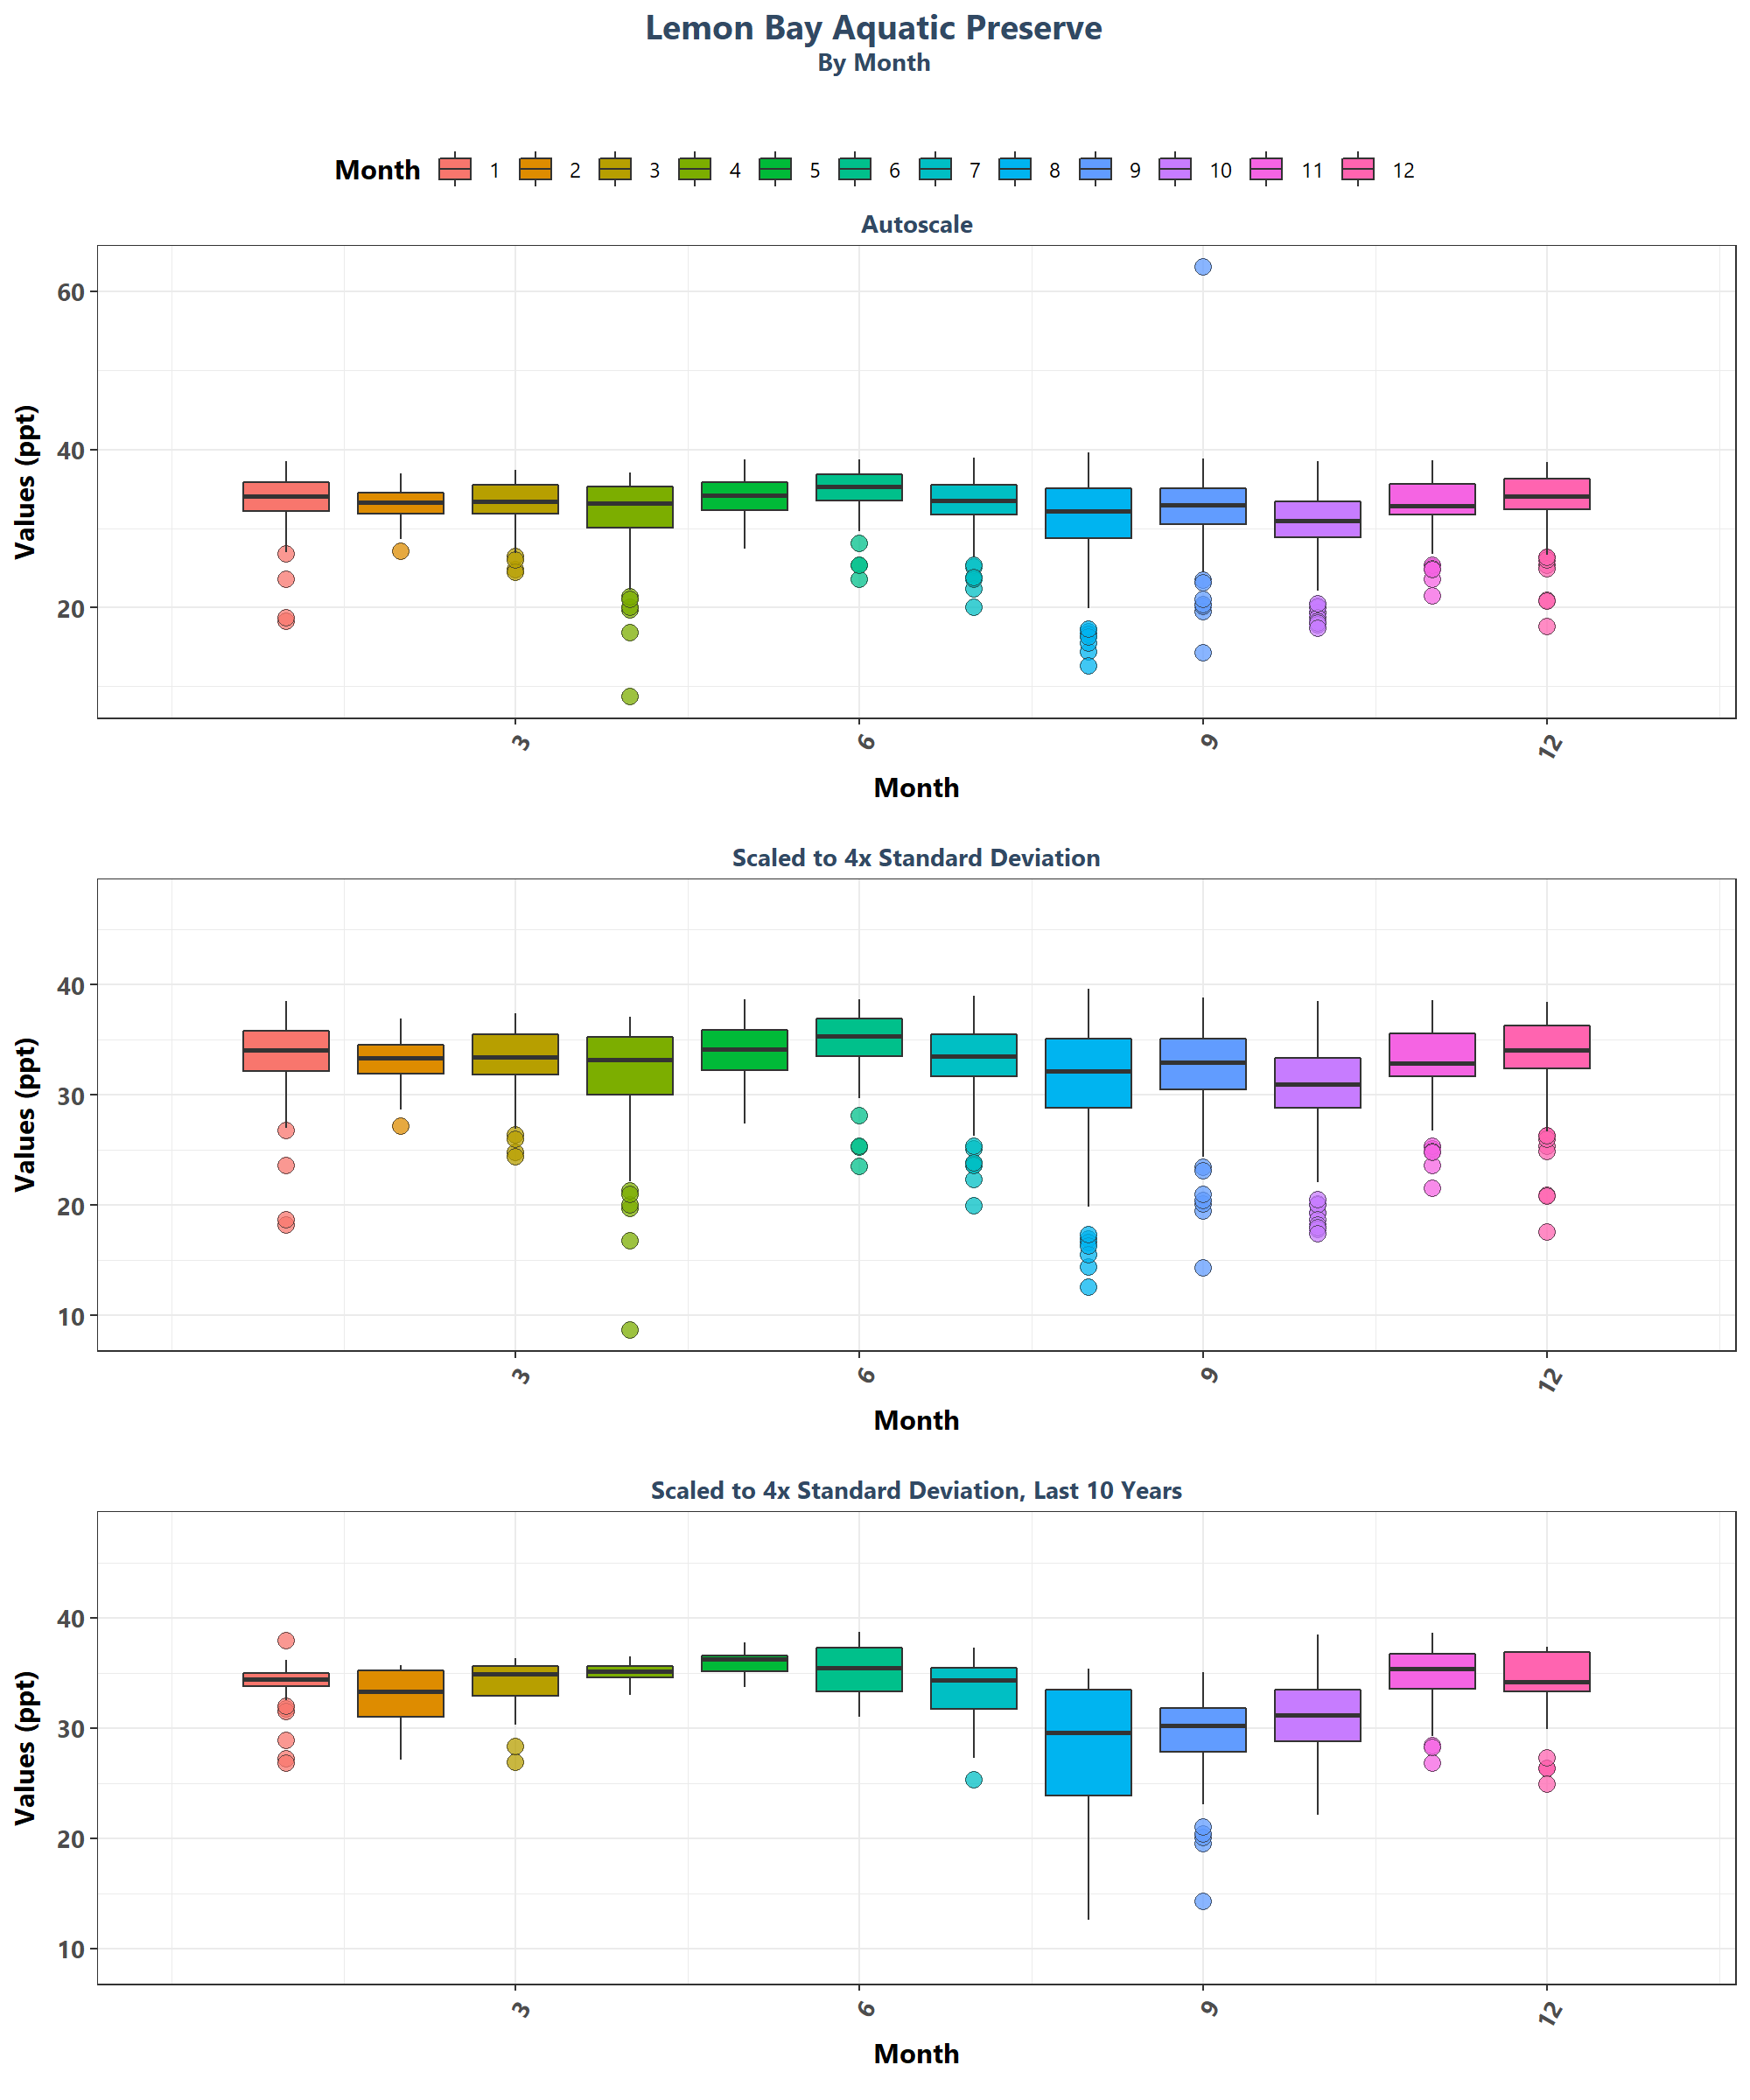 Lemon Bay Aquatic Preserve
By Month
Month 1 2 3 4 5 6 7 8 9 10 11 12
Autoscale
Values (ppt)
60
40
20
3 6 9 12
Month
Scaled to 4x Standard Deviation
Values (ppt)
40
30
20
10
3 6 9 12
Month
Scaled to 4x Standard Deviation, Last 10 Years
Values (ppt)
40
30
20
10
3 6 9 12
Month